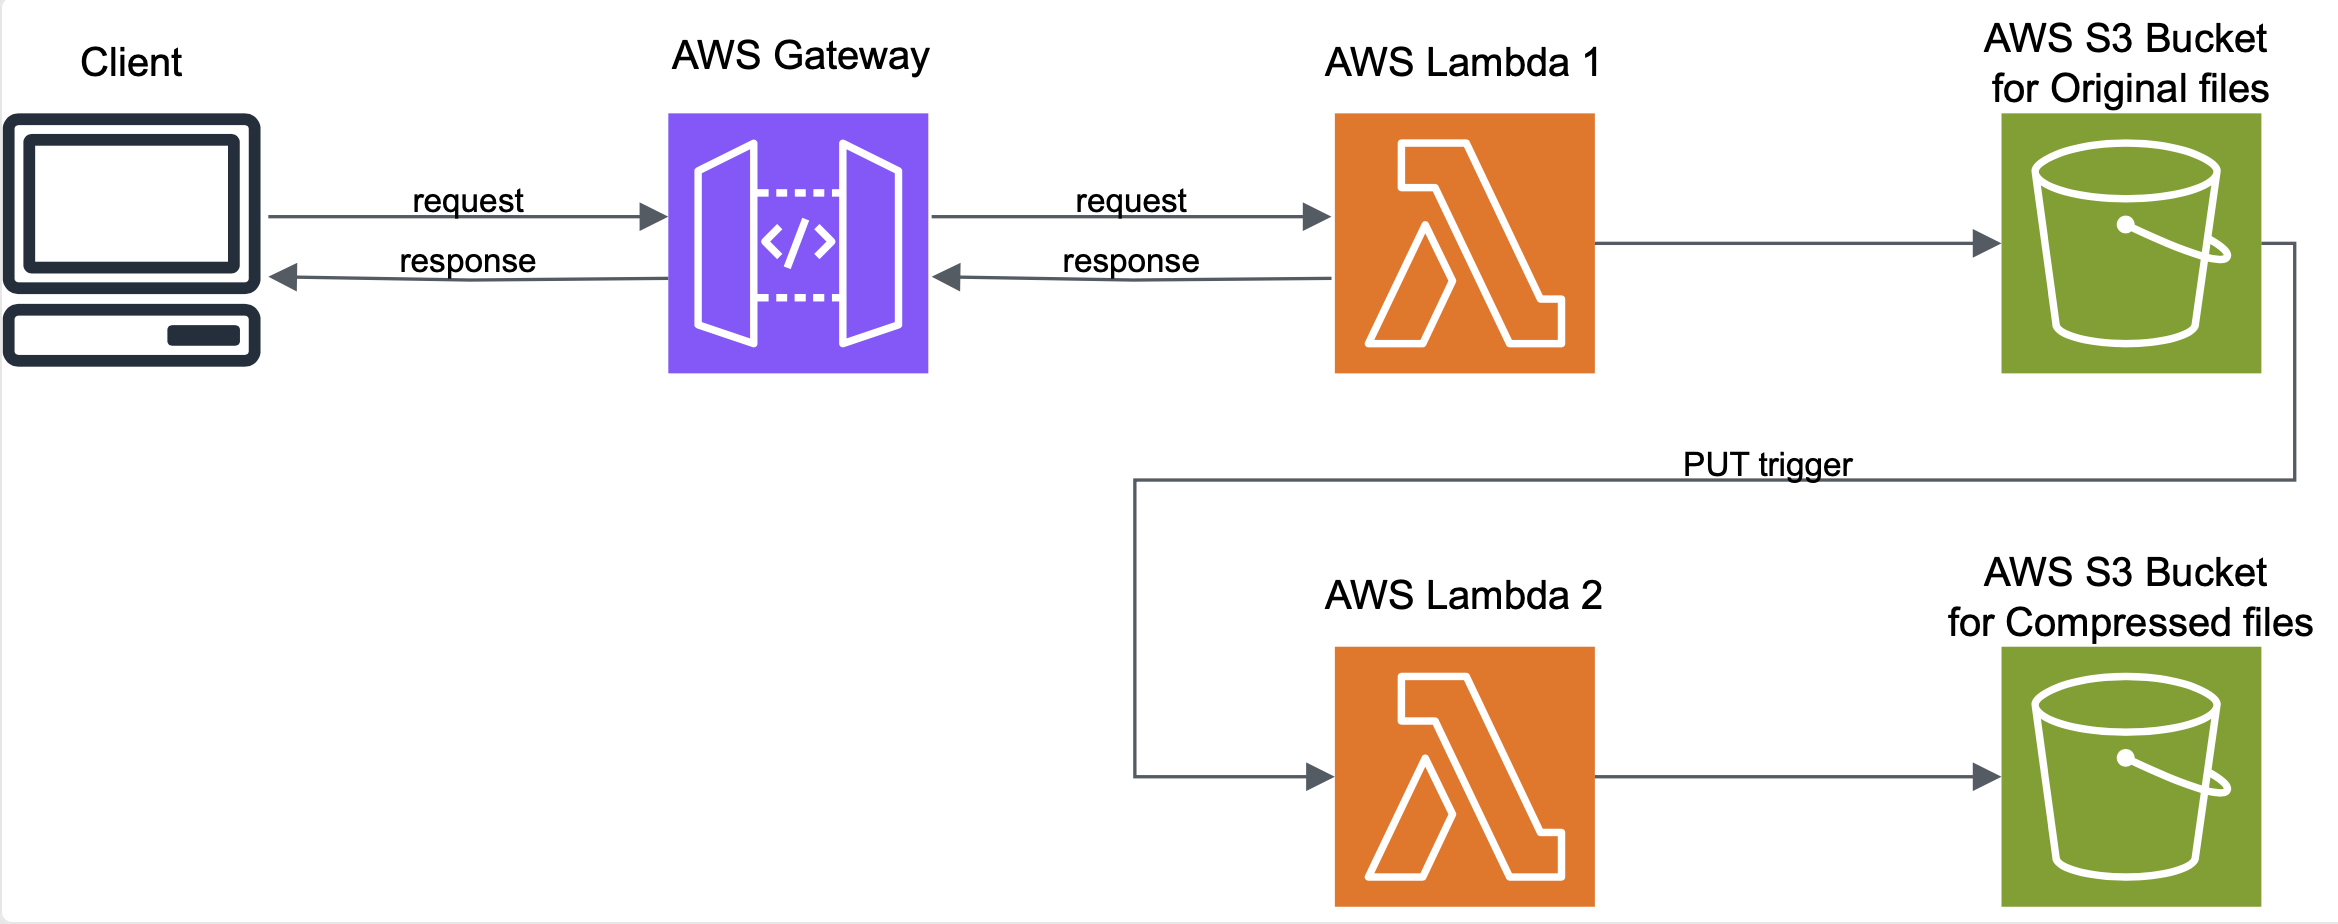 Client
AWS Gateway
AWS Lambda 1
AWS S3 Bucket
for Original files
request
response
</>
request
response
PUT trigger
AWS Lambda 2
AWS S3 Bucket
for Compressed files